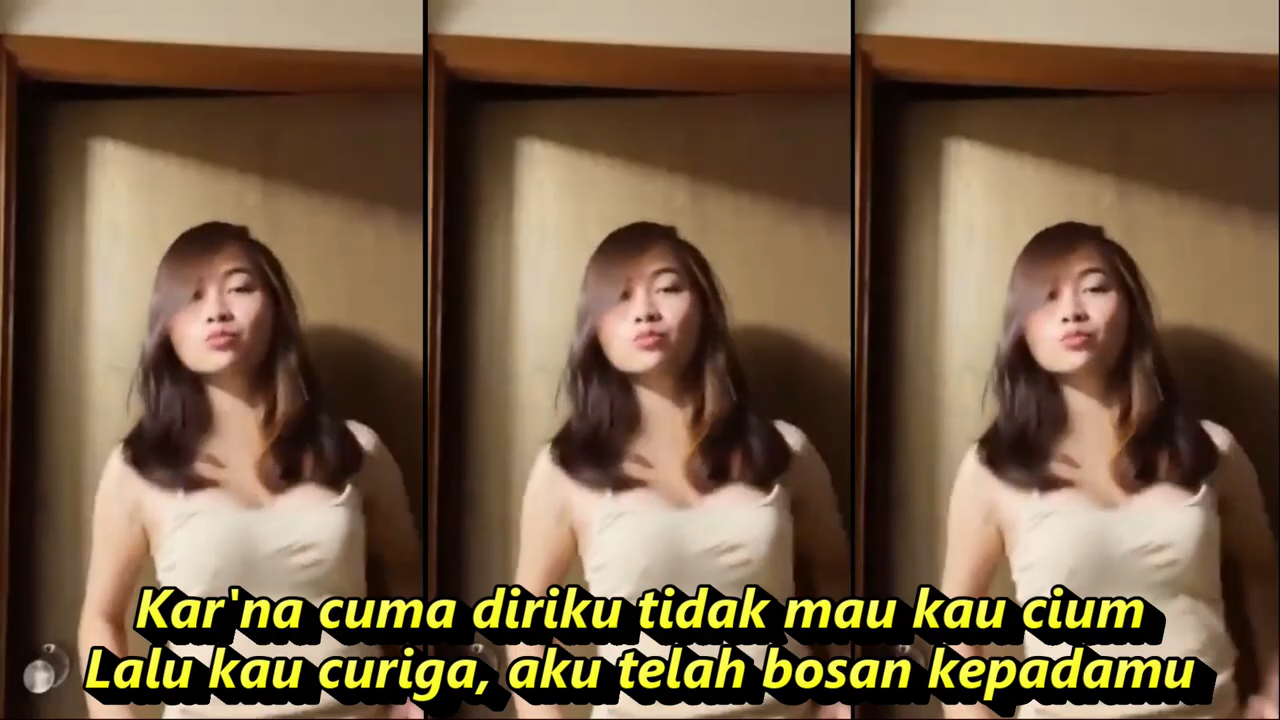 Kar'na cuma diriku tidak mau kau cium
Lalu kau curiga, aku telah bosan kepadamu